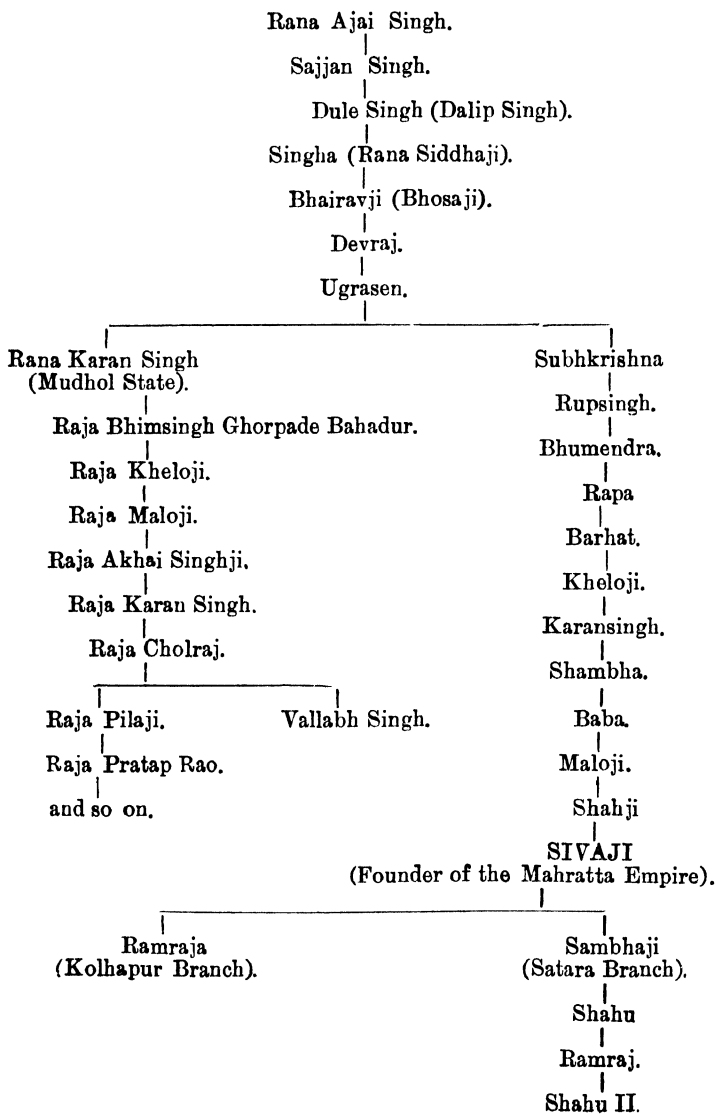 Rana Ajai Singh.
Sajjan Singh.
Dule Singh (Dalip Singh).
Singha (Rana Siddhaji).
Bhairavji (Bhosaji).
Devraj.
Ugrasen.
Rana Karan Singh
(Mudhol State).
Raja Bhimsingh Ghorpade Bahadur.
Raja Kheloji.
Raja Maloji.
Raja Akhai Singhji.
Raja Karan Singh.
Raja Cholraj.
Raja Pilaji.
Vallabh Singh.
Raja Pratap Rao.
and so on.
Subhkrishna
Rupsingh.
Bhumendra.
Rapa
Barhat.
Kheloji.
Karansingh.
Shambha.
Baba.
Maloji.
Shahji
SIVAJI
(Founder of the Mahratta Empire).
Ramraja
(Kolhapur Branch).
Sambhaji
(Satara Branch).
Shahu
Ramraj.
Shahu II.